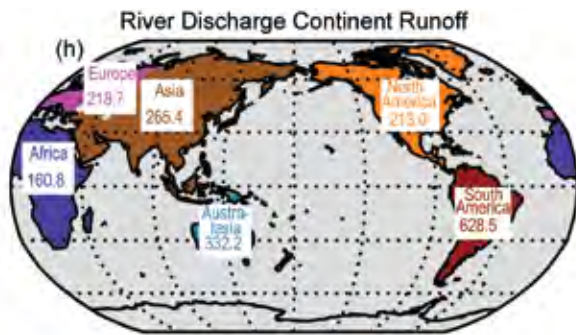 River Discharge Continent Runoff
(h)
Europe
218.7
Asia
265.4
North
America
213.0
Africa
160.8
Austra-
lasia
332.2
South
America
628.5